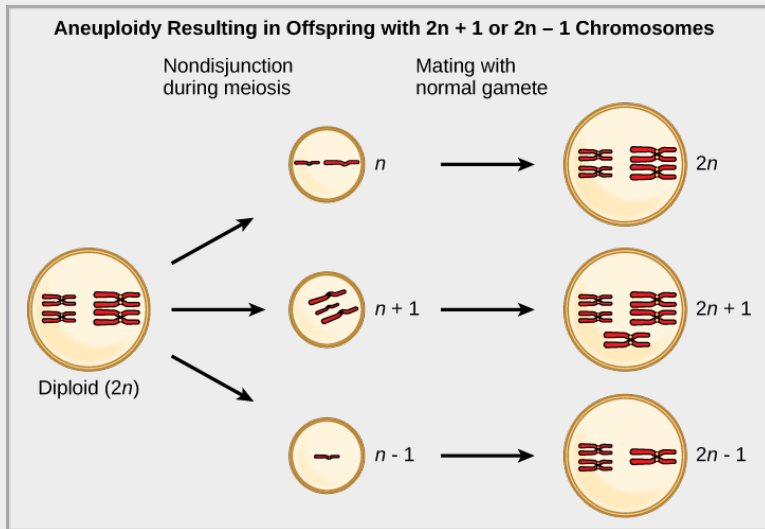 Aneuploidy Resulting in Offspring with 2n + 1 or 2n – 1 Chromosomes
Nondisjunction
during meiosis
Mating with
normal gamete
n
2n
n + 1
2n + 1
Diploid (2n)
n - 1
2n - 1